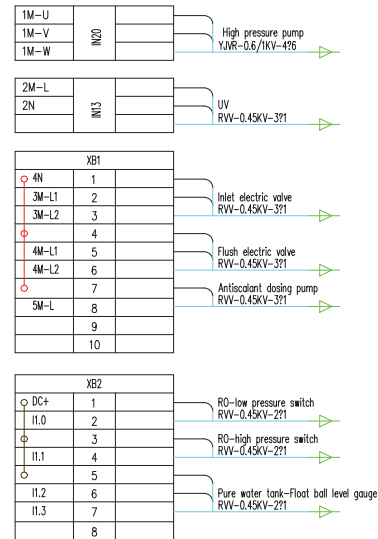 1M-U
1M-V
1M-W
IN20
High pressure pump
YJVR-0.6/1KV-4?6
2M-L
2N
IN13
UV
RVV-0.45KV-3?1
XB1
4N 1
3M-L1 2
3M-L2 3
4
4M-L1 5
4M-L2 6
7
5M-L 8
9
10
Inlet electric valve
RVV-0.45KV-3?1
Flush electric valve
RVV-0.45KV-3?1
Antiscalant dosing pump
RVV-0.45KV-3?1
XB2
DC+ 1
I1.0 2
3
I1.1 4
5
I1.2 6
I1.3 7
8
RO-low pressure switch
RVV-0.45KV-2?1
RO-high pressure switch
RVV-0.45KV-2?1
Pure water tank-Float ball level gauge
RVV-0.45KV-2?1